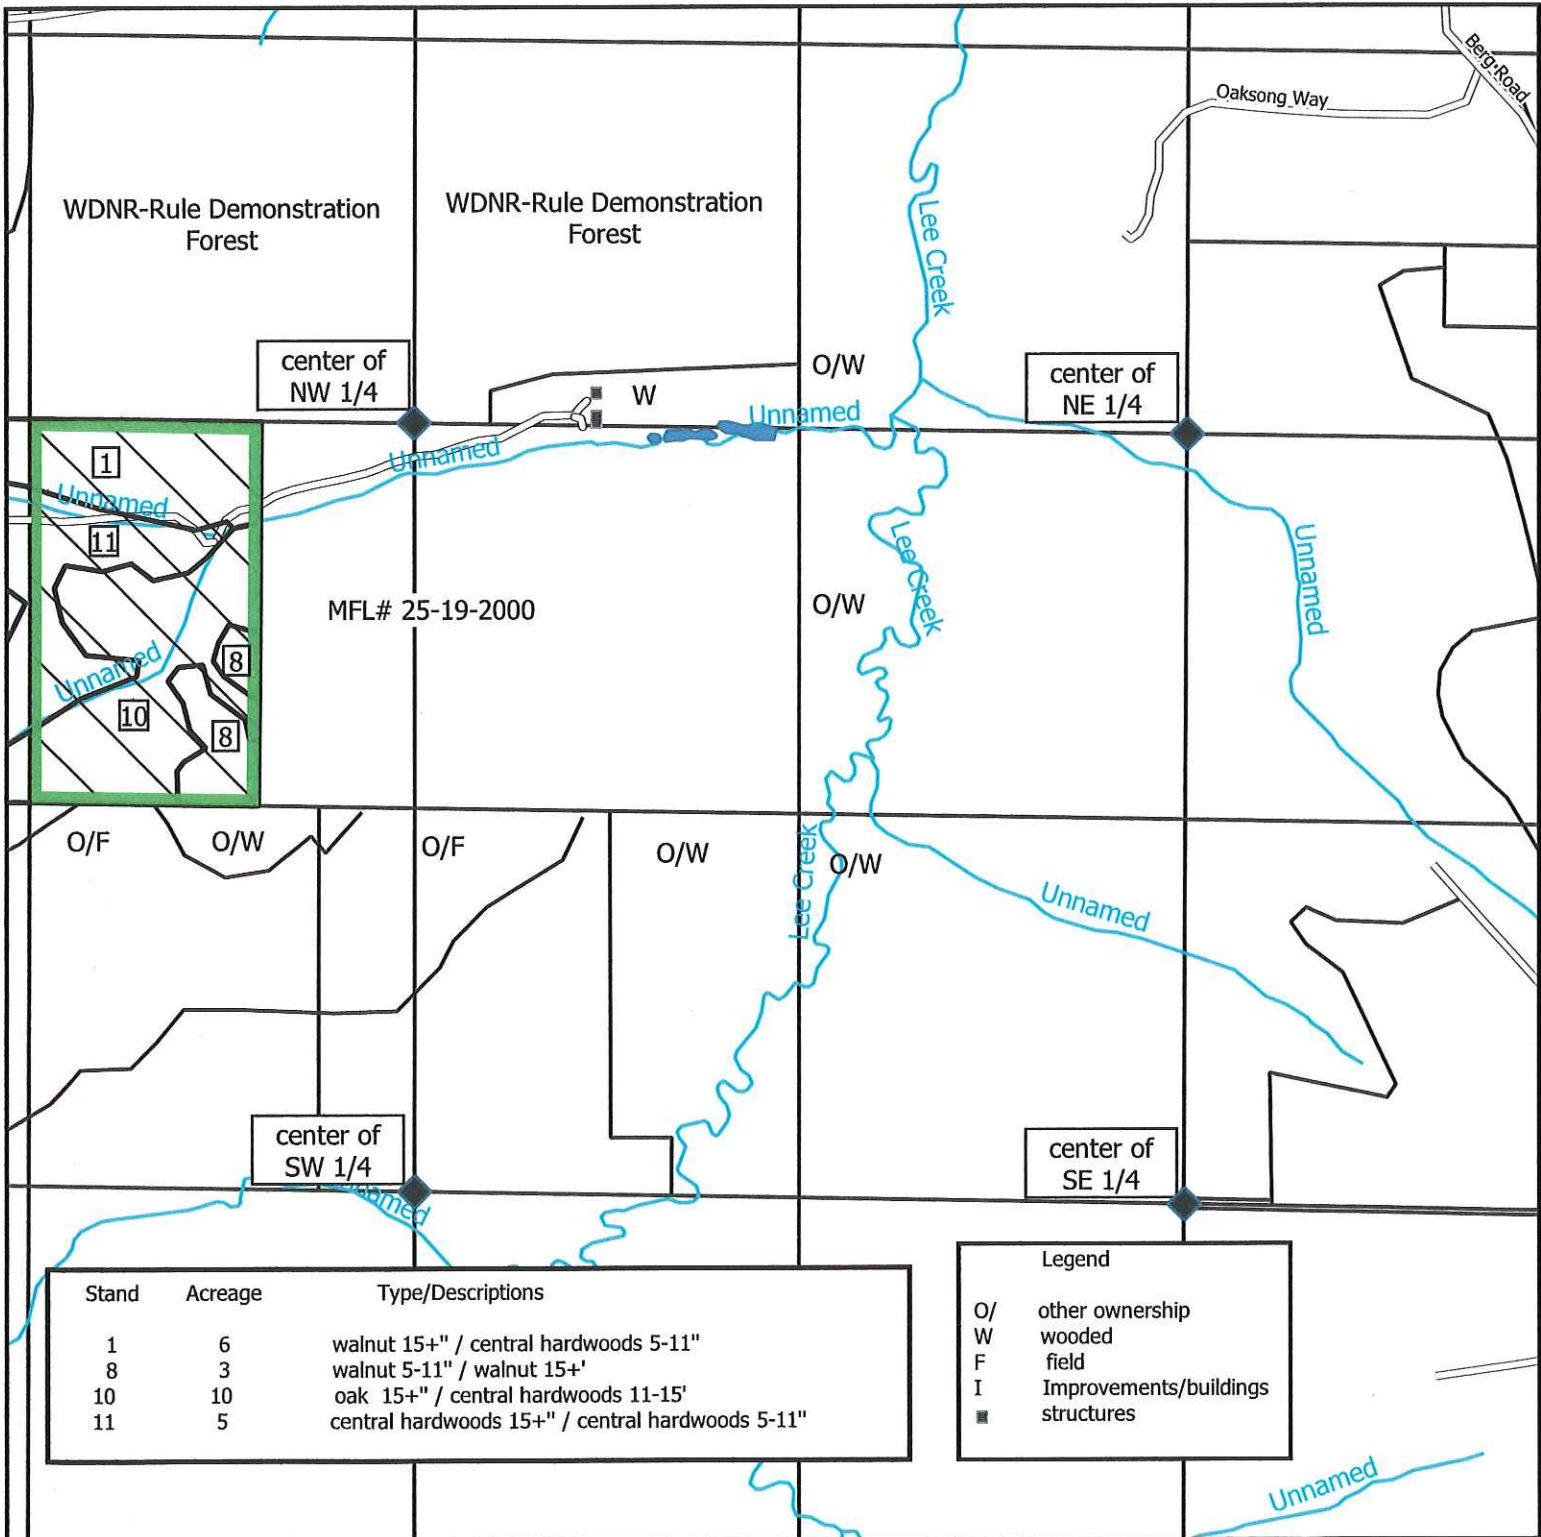 Berg Road
Oaksong Way
WDNR-Rule Demonstration
Forest
WDNR-Rule Demonstration
Forest
Lee Creek
center of
NW 1/4
O/W
center of
NE 1/4
W
Unnamed
Unnamed
1
Unnamed
11
Lee Creek
Unnamed
MFL# 25-19-2000
O/W
8
Unnamed
10
8
O/F
O/W
O/F
O/W
Lee Creek
O/W
Unnamed
center of
SW 1/4
center of
SE 1/4
Unnamed
Stand Acreage Type/Descriptions
1 6 walnut 15+" / central hardwoods 5-11"
8 3 walnut 5-11" / walnut 15+'
10 10 oak 15+" / central hardwoods 11-15'
11 5 central hardwoods 15+" / central hardwoods 5-11"
Legend
O/ other ownership
W wooded
F field
I Improvements/buildings
structures
Unnamed